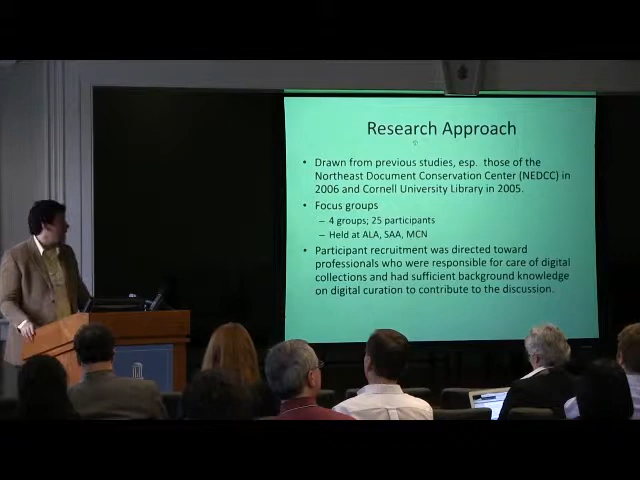 Research Approach
• Drawn from previous studies, esp. those of the
Northeast Document Conservation Center (NEDCC) in
2006 and Cornell University Library in 2005.
• Focus groups
– 4 groups; 25 participants
– Held at ALA, SAA, MCN
• Participant recruitment was directed toward
professionals who were responsible for care of digital
collections and had sufficient background knowledge
on digital curation to contribute to the discussion.